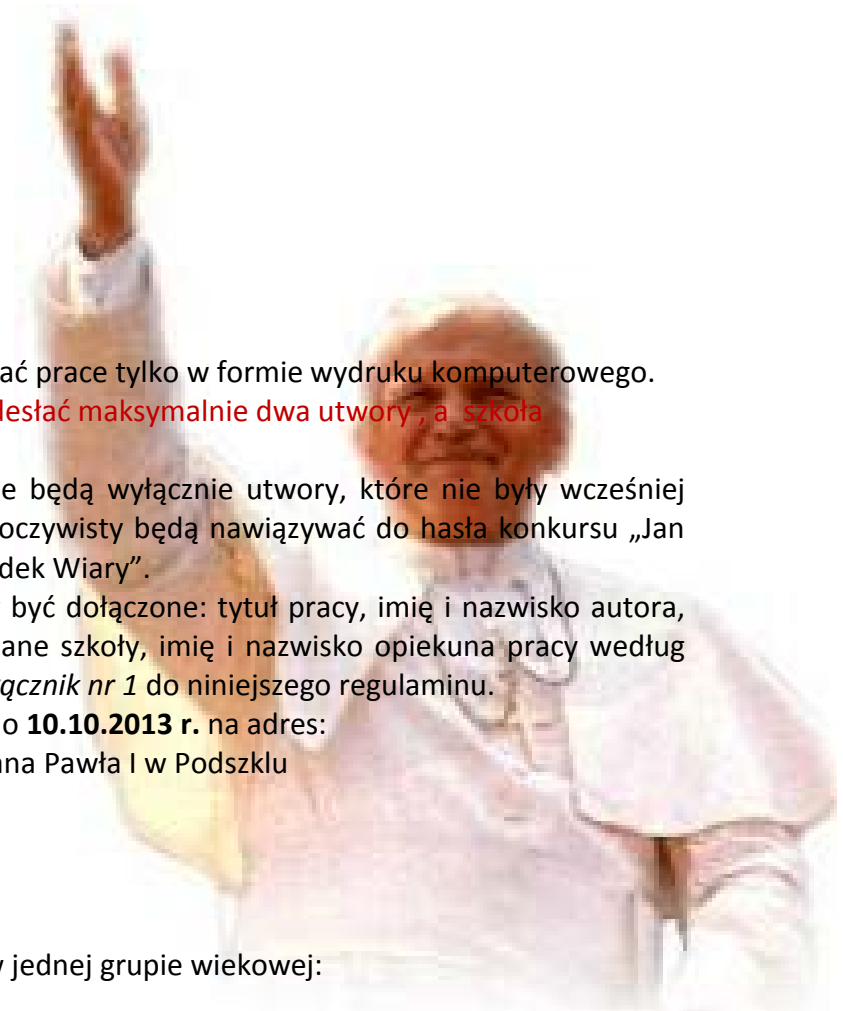 ać prace tylko w formie wydruku komputerowego.
lesłać maksymalnie dwa utwory , a szkoła
e będą wyłącznie utwory, które nie były wcześniej
oczywisty będą nawiązywać do hasła konkursu „Jan
dek Wiary”.
być dołączone: tytuł pracy, imię i nazwisko autora,
ane szkoły, imię i nazwisko opiekuna pracy według
ącznik nr 1 do niniejszego regulaminu.
o 10.10.2013 r. na adres:
na Pawła I w Podszklu
jednej grupie wiekowej: